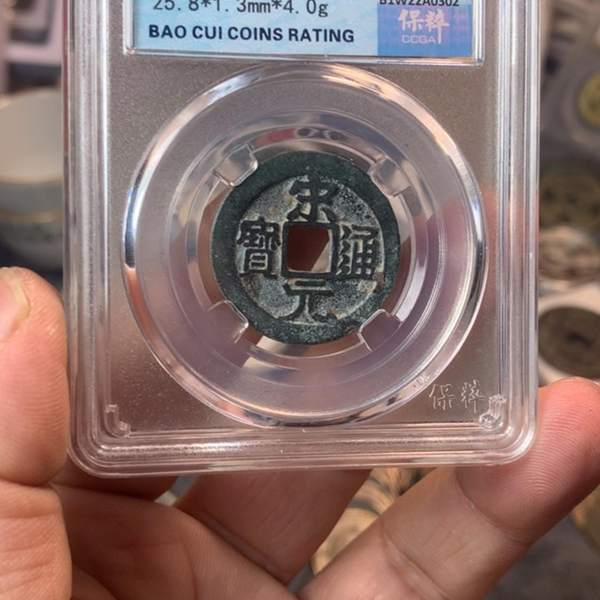 25.8*1.3mm*4.0g
BAO CUI COINS RATING
B1W22A0302
保粹
CCGA
宋元通寳
保粹